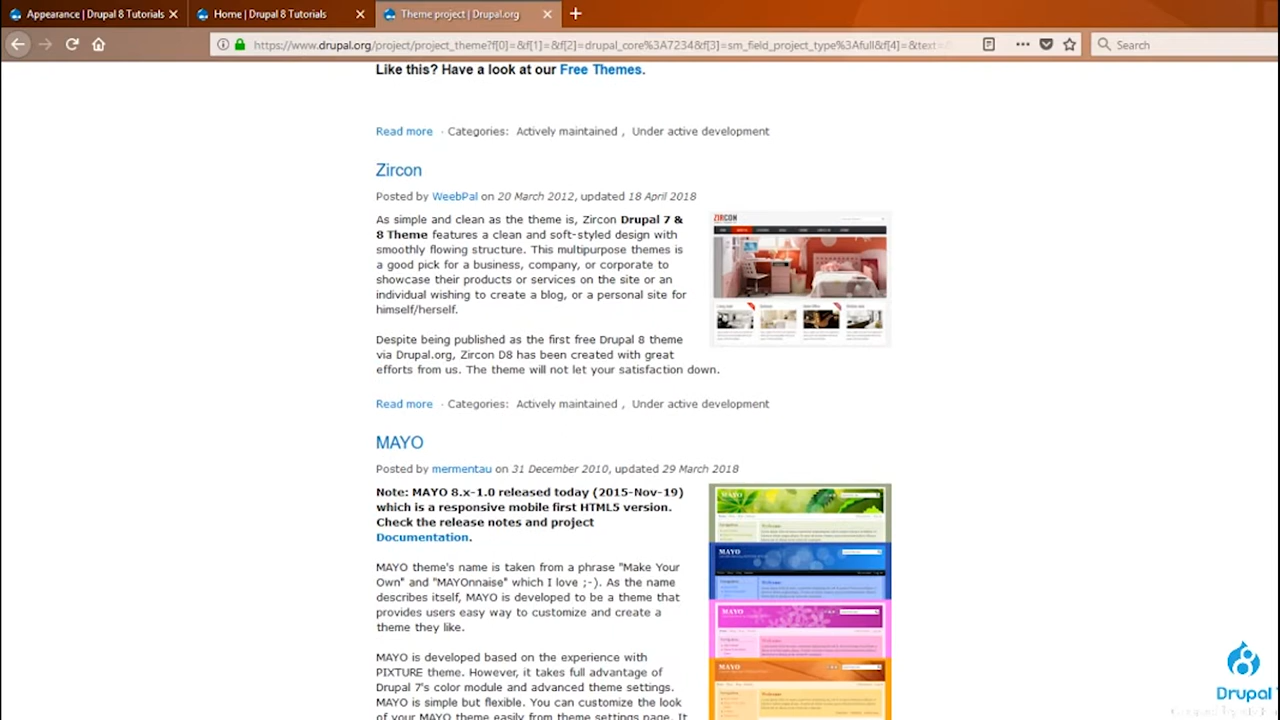 Appearance | Drupal 8 Tutorials
Home | Drupal 8 Tutorials
Theme project | Drupal.org
https://www.drupal.org/project/project_theme?f[0]=&f[1]=&f[2]=drupal_core%3A7234&f[3]=sm_field_project_type%3Afull&f[4]=&text=
Search
Like this? Have a look at our Free Themes.
Read more · Categories: Actively maintained , Under active development
Zircon
Posted by WeebPal on 20 March 2012, updated 18 April 2018
As simple and clean as the theme is, Zircon Drupal 7 &
8 Theme features a clean and soft-styled design with
smoothly flowing structure. This multipurpose themes is
a good pick for a business, company, or corporate to
showcase their products or services on the site or an
individual wishing to create a blog, or a personal site for
himself/herself.
Despite being published as the first free Drupal 8 theme
via Drupal.org, Zircon D8 has been created with great
efforts from us. The theme will not let your satisfaction down.
ZIRCON
Read more · Categories: Actively maintained , Under active development
MAYO
Posted by mermentau on 31 December 2010, updated 29 March 2018
Note: MAYO 8.x-1.0 released today (2015-Nov-19)
which is a responsive mobile first HTML5 version.
Check the release notes and project
Documentation.
MAYO theme's name is taken from a phrase "Make Your
Own" and "MAYOnnaise" which I love ;-). As the name
describes itself, MAYO is developed to be a theme that
provides users easy way to customize and create a
theme they like.
MAYO is developed based on the experience with
PIXTURE theme. However, it takes full advantage of
Drupal 7's color module and advanced theme settings.
MAYO is simple but flexible. You can customize the look
of your MAYO theme easily from theme settings page. It
MAYO
Welcome
MAYO
Welcome
MAYO
Welcome
MAYO
Welcome
Drupal